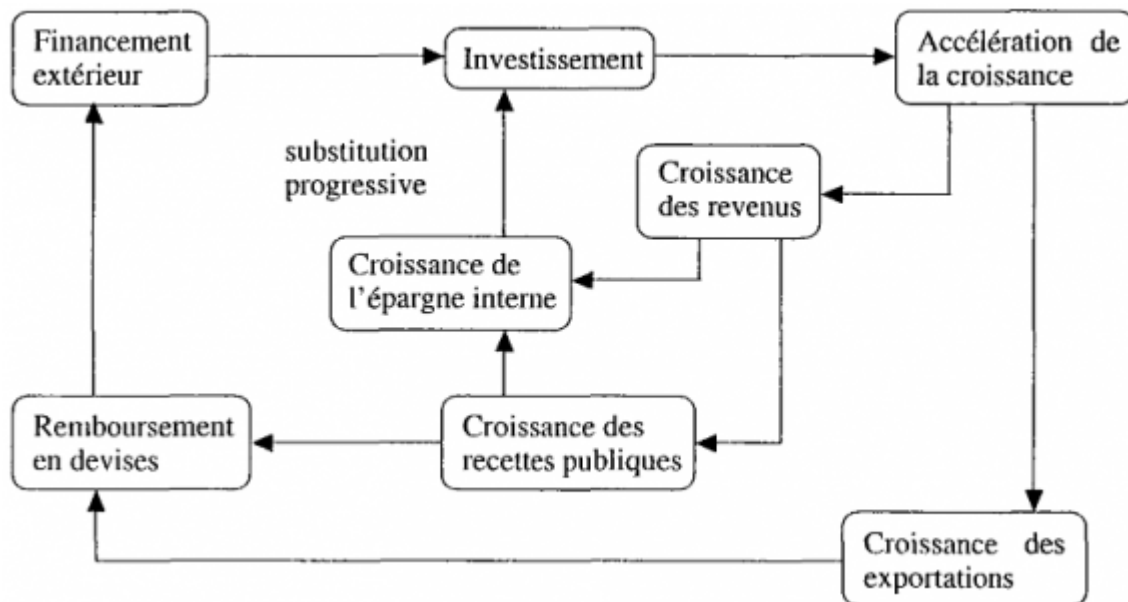 Financement
extérieur
Investissement
Accélération de
la croissance
substitution
progressive
Croissance
des revenus
Croissance de
l'épargne interne
Remboursement
en devises
Croissance des
recettes publiques
Croissance des
exportations